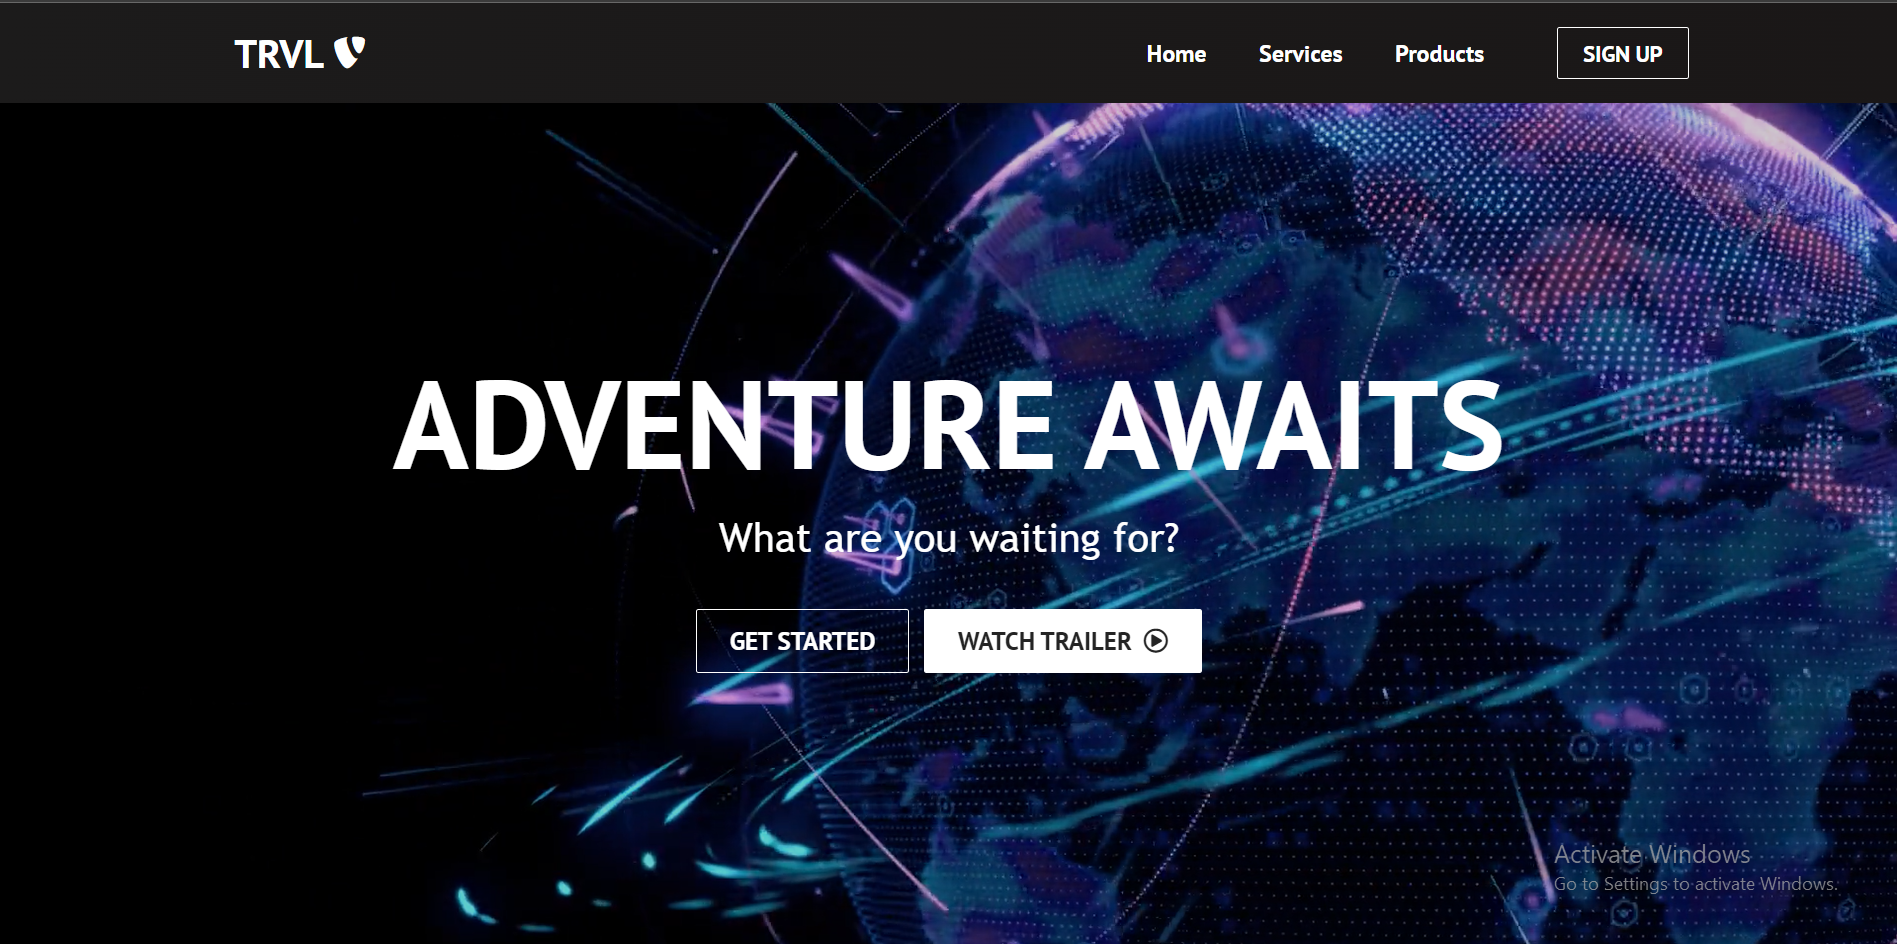 TRVL
Home Services Products SIGN UP
ADVENTURE AWAITS
What are you waiting for?
GET STARTED WATCH TRAILER
Activate Windows
Go to Settings to activate Windows.